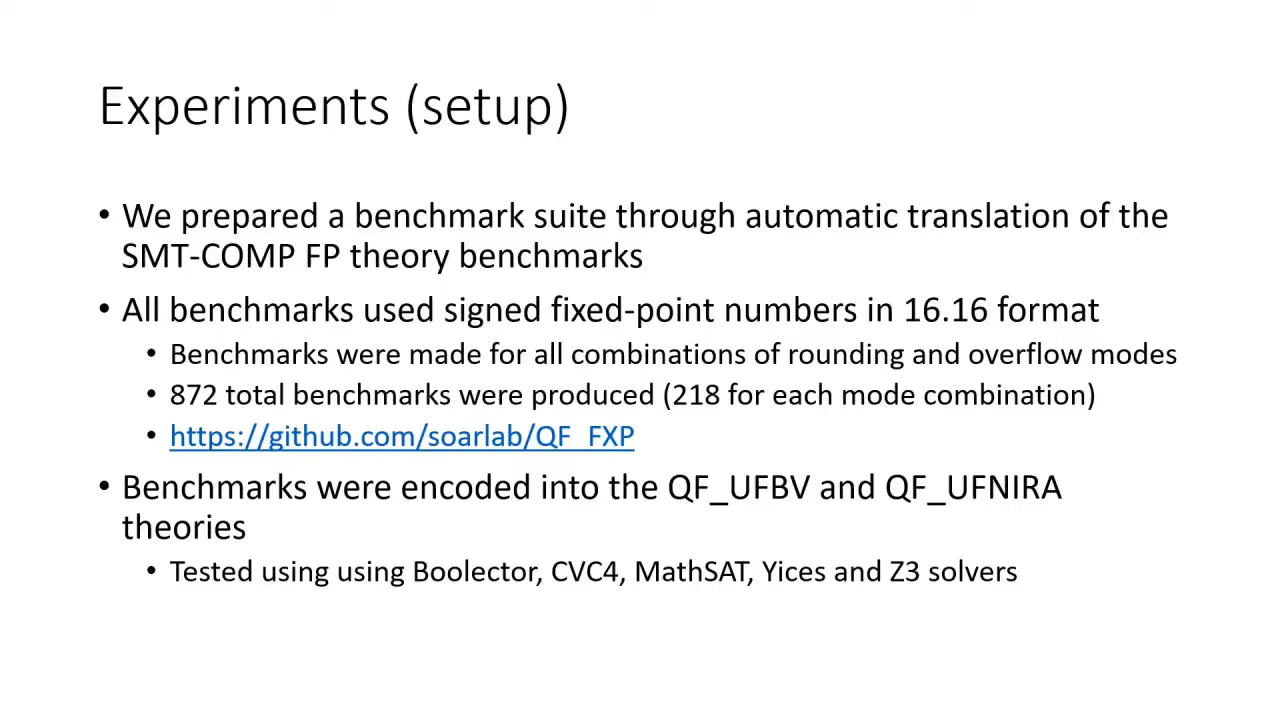 Experiments (setup)
• We prepared a benchmark suite through automatic translation of the
SMT-COMP FP theory benchmarks
• All benchmarks used signed fixed-point numbers in 16.16 format
• Benchmarks were made for all combinations of rounding and overflow modes
• 872 total benchmarks were produced (218 for each mode combination)
• https://github.com/soarlab/QF_FXP
• Benchmarks were encoded into the QF_UFBV and QF_UFNIRA
theories
• Tested using using Boolector, CVC4, MathSAT, Yices and Z3 solvers